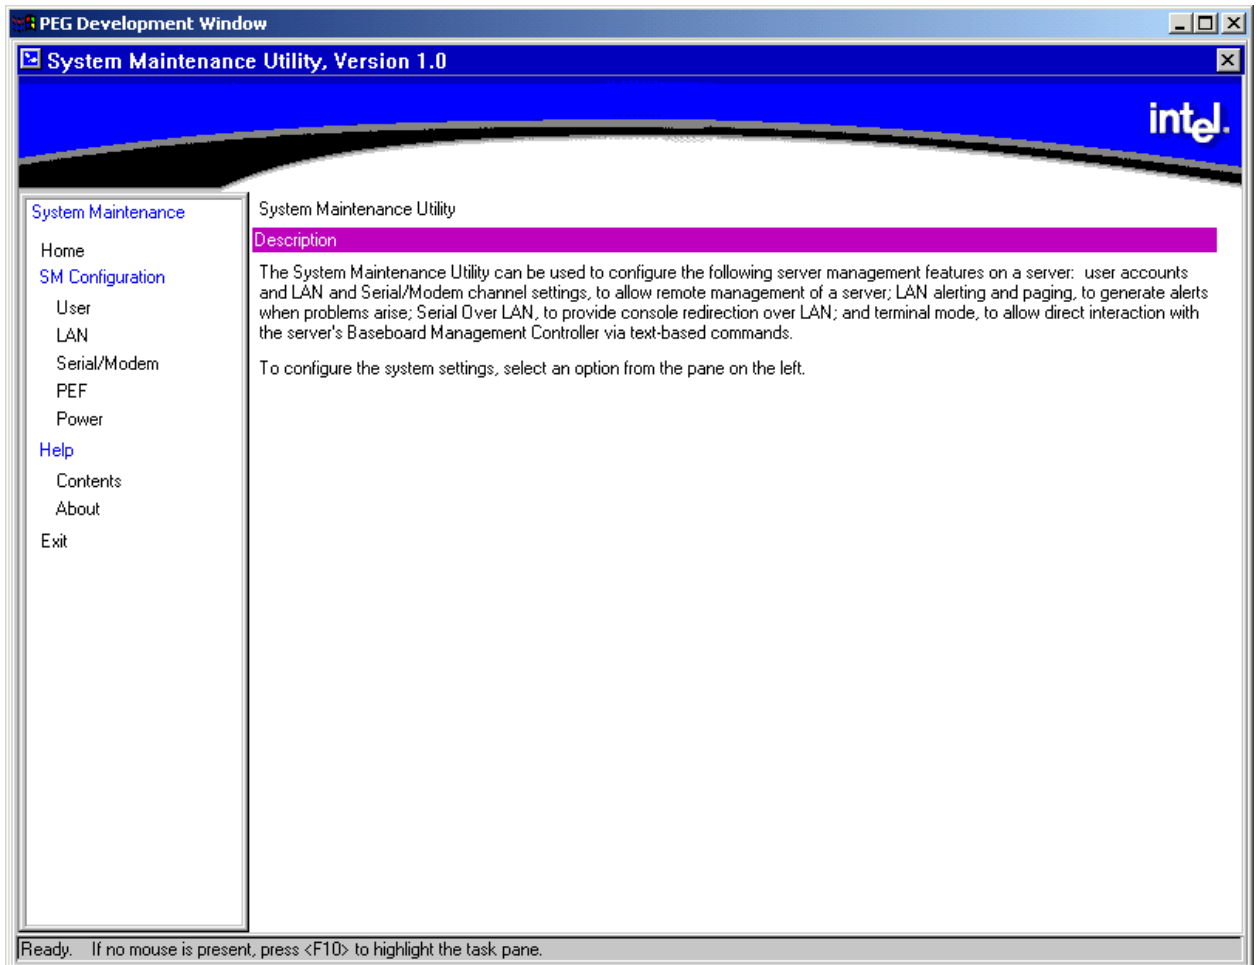 PEG Development Window
System Maintenance Utility, Version 1.0
intel.
System Maintenance
Home
SM Configuration
User
LAN
Serial/Modem
PEF
Power
Help
Contents
About
Exit
System Maintenance Utility
Description
The System Maintenance Utility can be used to configure the following server management features on a server:  user accounts
and LAN and Serial/Modem channel settings, to allow remote management of a server; LAN alerting and paging, to generate alerts
when problems arise; Serial Over LAN, to provide console redirection over LAN; and terminal mode, to allow direct interaction with
the server's Baseboard Management Controller via text-based commands.
To configure the system settings, select an option from the pane on the left.
Ready.   If no mouse is present, press <F10> to highlight the task pane.